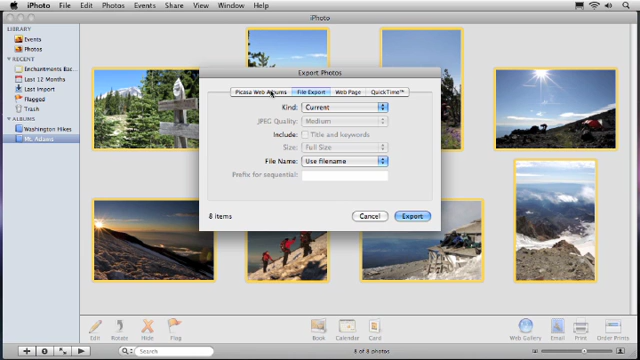 iPhoto File Edit Photos Events Share View Window Help
iPhoto
LIBRARY
Events
Photos
RECENT
Enchantments Bac...
Last 12 Months
Last Import
Flagged
Trash
ALBUMS
Washington Hikes
Mt. Adams
Export Photos
Picasa Web Albums File Export Web Page QuickTime™
Kind: Current
JPEG Quality: Medium
Include: Title and keywords
Size: Full Size
File Name: Use filename
Prefix for sequential:
8 items
Cancel Export
Edit Rotate Hide Flag Book Calendar Card Web Gallery Email Print Order Prints
Search
8 of 8 photos